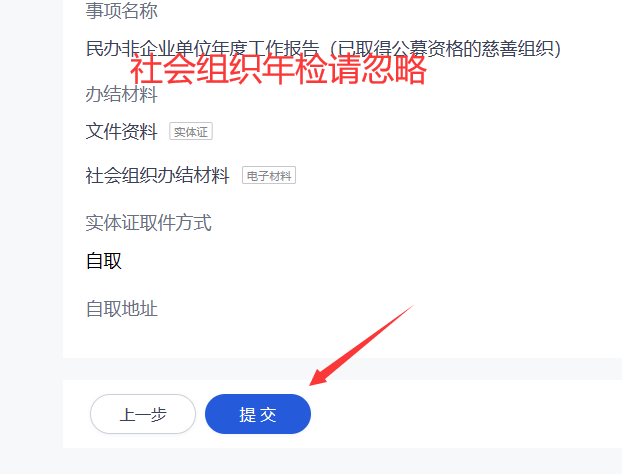 事项名称
民办非企业单位年度工作报告（已取得公募资格的慈善组织）
社会组织年检请忽略
办结材料
文件资料 实体证
社会组织办结材料 电子材料
实体证取件方式
自取
自取地址
上一步 提交